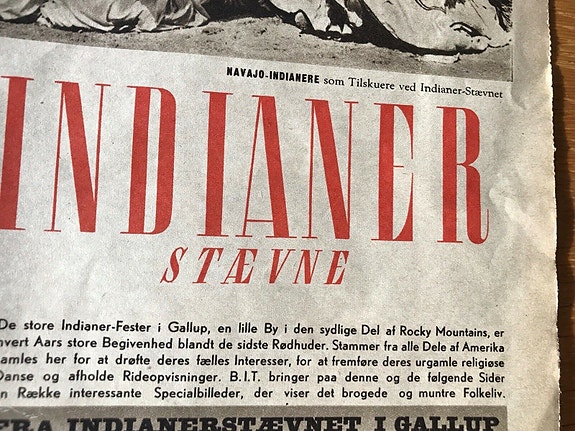 NAVAJO-INDIANERE som Tilskuere ved Indianer-Stævnet
INDIANER
STÆVNE
De store Indianer-Fester i Gallup, en lille By i den sydlige Del af Rocky Mountains, er
hvert Aars store Begivenhed blandt de sidste Rødhuder. Stammer fra alle Dele af Amerika
samles her for at drøfte deres fælles Interesser, for at fremføre deres urgamle religiøse
Danse og afholde Rideopvisninger. B.I.T. bringer paa denne og de følgende Sider
en Række interessante Specialbilleder, der viser det brogede og muntre Folkeliv.
FRA INDIANERSTÆVNET I GALLUP